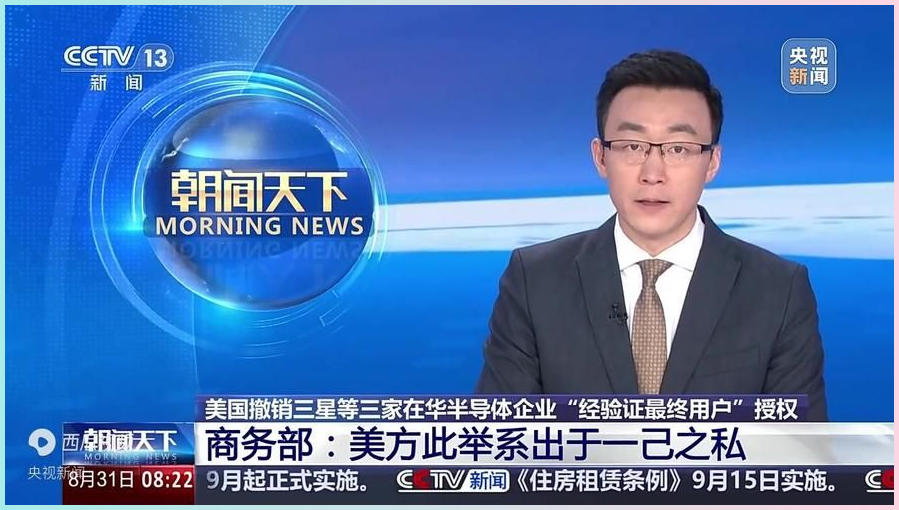 CCTV 13
新闻
央视
新闻
朝闻天下
MORNING NEWS
美国撤销三星等三家在华半导体企业“经验证最终用户”授权
商务部：美方此举系出于一己之私
朝闻天下
央视新闻
8月31日 08:22
9月起正式实施。 CCTV新闻《住房租赁条例》9月15日实施。